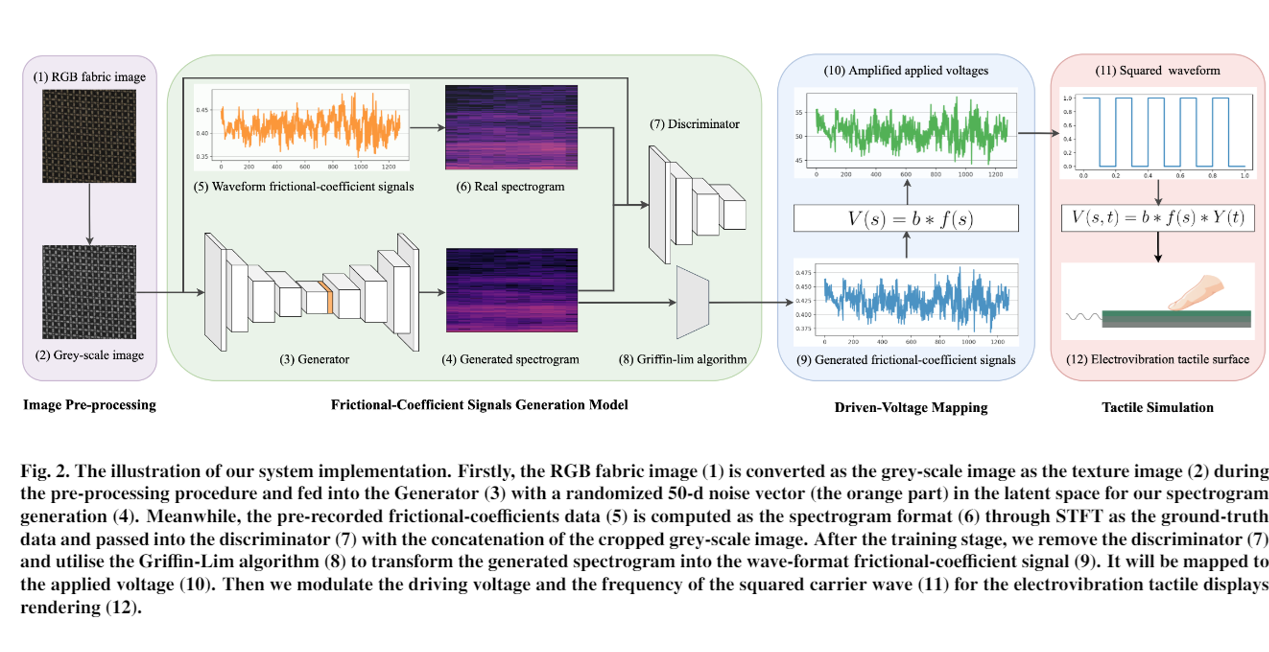 (1) RGB fabric image
(2) Grey-scale image
Image Pre-processing
0.45
0.40
0.35
0 200 400 600 800 1000 1200
(5) Waveform frictional-coefficient signals
(6) Real spectrogram
(7) Discriminator
(3) Generator
(4) Generated spectrogram
(8) Griffin-lim algorithm
Frictional-Coefficient Signals Generation Model
(10) Amplified applied voltages
55
50
45
0 200 400 600 800 1000 1200
V(s) = b * f(s)
0.475
0.450
0.425
0.400
0.375
0 200 400 600 800 1000 1200
(9) Generated frictional-coefficient signals
Driven-Voltage Mapping
(11) Squared waveform
1.0
0.8
0.6
0.4
0.2
0.0
0.0 0.2 0.4 0.6 0.8 1.0
V(s,t) = b * f(s) * Y(t)
(12) Electrovibration tactile surface
Tactile Simulation
Fig. 2. The illustration of our system implementation. Firstly, the RGB fabric image (1) is converted as the grey-scale image as the texture image (2) during
the pre-processing procedure and fed into the Generator (3) with a randomized 50-d noise vector (the orange part) in the latent space for our spectrogram
generation (4). Meanwhile, the pre-recorded frictional-coefficients data (5) is computed as the spectrogram format (6) through STFT as the ground-truth
data and passed into the discriminator (7) with the concatenation of the cropped grey-scale image. After the training stage, we remove the discriminator (7)
and utilise the Griffin-Lim algorithm (8) to transform the generated spectrogram into the wave-format frictional-coefficient signal (9). It will be mapped to
the applied voltage (10). Then we modulate the driving voltage and the frequency of the squared carrier wave (11) for the electrovibration tactile displays
rendering (12).